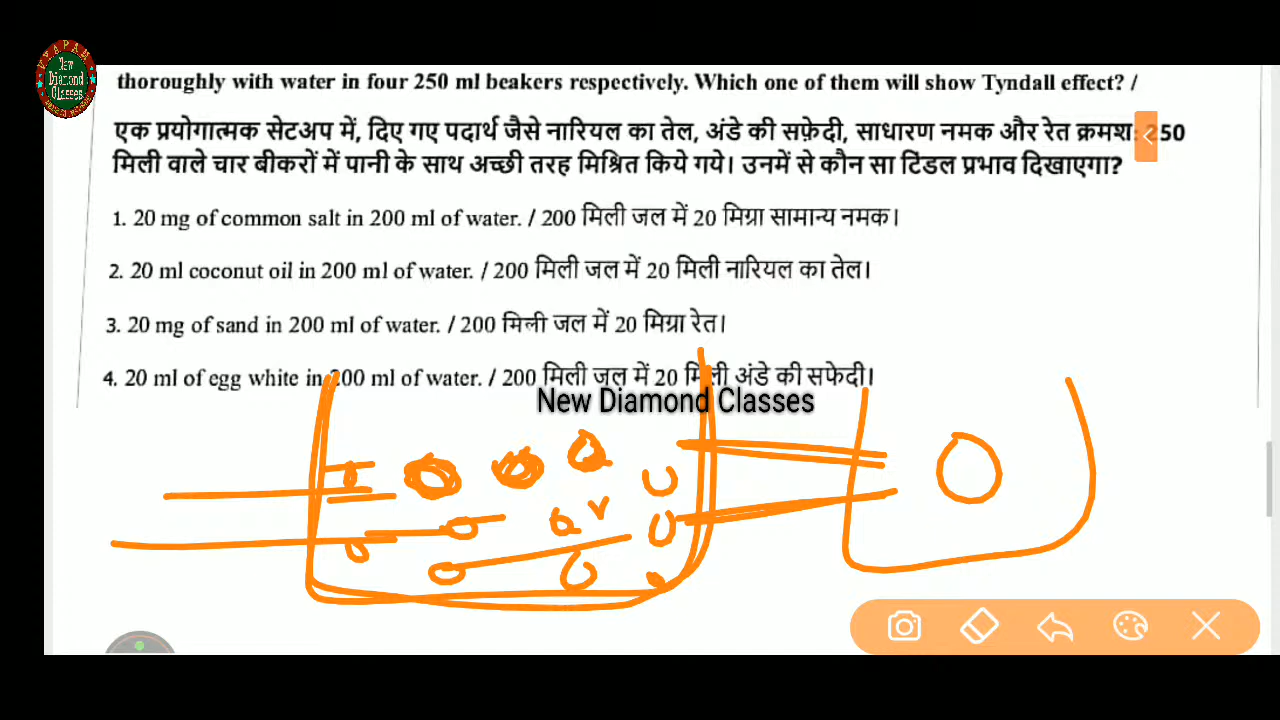 VYAPAM
New
Diamond
Classes
thoroughly with water in four 250 ml beakers respectively. Which one of them will show Tyndall effect? /
एक प्रयोगात्मक सेटअप में, दिए गए पदार्थ जैसे नारियल का तेल, अंडे की सफ़ेदी, साधारण नमक और रेत क्रमश: 250
मिली वाले चार बीकरों में पानी के साथ अच्छी तरह मिश्रित किये गये। उनमें से कौन सा टिंडल प्रभाव दिखाएगा?
1. 20 mg of common salt in 200 ml of water. / 200 मिली जल में 20 मिग्रा सामान्य नमक।
2. 20 ml coconut oil in 200 ml of water. / 200 मिली जल में 20 मिली नारियल का तेल।
3. 20 mg of sand in 200 ml of water. / 200 मिली जल में 20 मिग्रा रेत।
4. 20 ml of egg white in 200 ml of water. / 200 मिली जल में 20 मिली अंडे की सफेदी।
New Diamond Classes